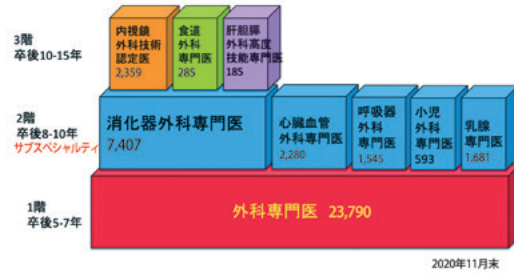 3階
卒後10-15年
内視鏡
外科技術
認定医
2,359
食道
外科
専門医
285
肝胆膵
外科高度
技能専門医
185
2階
卒後8-10年
サブスペシャルティ
消化器外科専門医
7,407
心臓血管
外科専門医
2,280
呼吸器
外科
専門医
1,545
小児
外科
専門医
593
乳腺
専門医
1,681
1階
卒後5-7年
外科専門医 23,790
2020年11月末